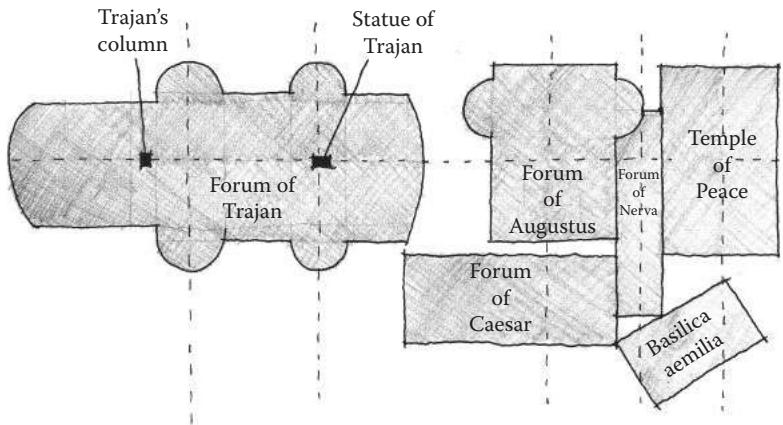 Trajan's
column
Statue of
Trajan
Forum of
Trajan
Forum
of
Augustus
Forum
of
Nerva
Temple
of
Peace
Forum
of
Caesar
Basilica
aemilia